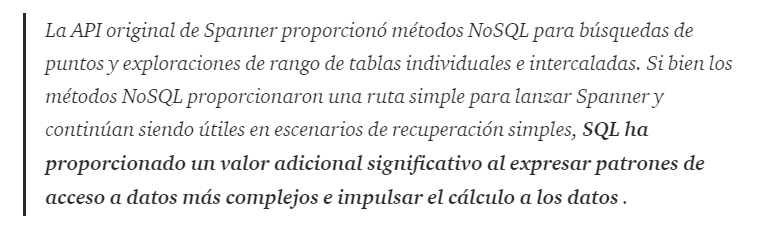 La API original de Spanner proporcionó métodos NoSQL para búsquedas de
puntos y exploraciones de rango de tablas individuales e intercaladas. Si bien los
métodos NoSQL proporcionaron una ruta simple para lanzar Spanner y
continúan siendo útiles en escenarios de recuperación simples, SQL ha
proporcionado un valor adicional significativo al expresar patrones de
acceso a datos más complejos e impulsar el cálculo a los datos .